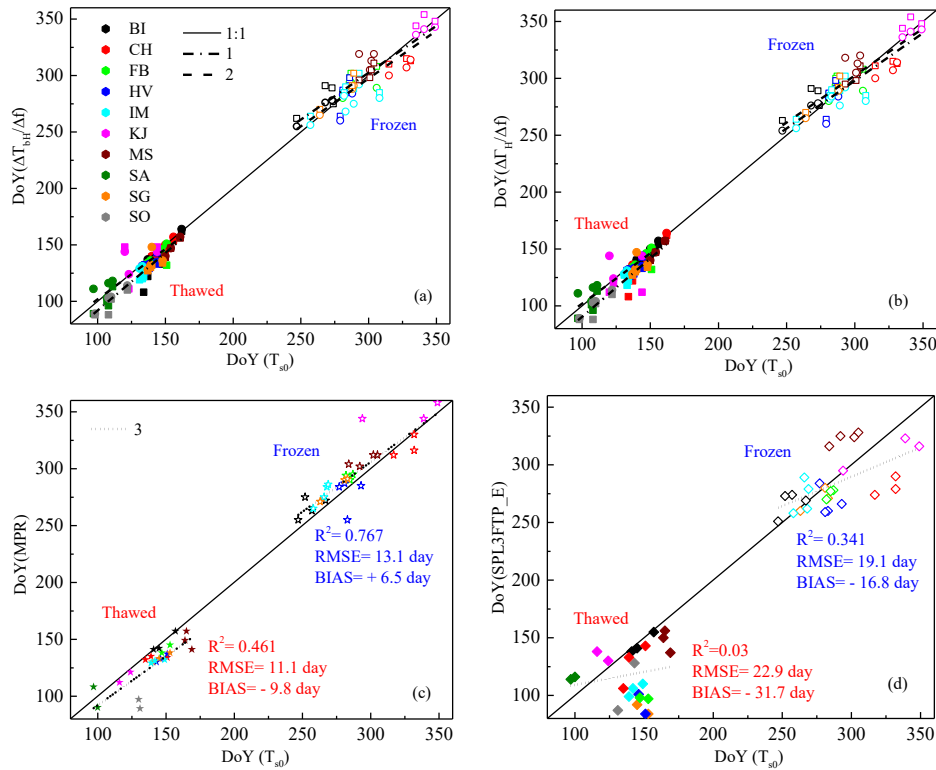 BI
CH
FB
HV
IM
KJ
MS
SA
SG
SO
1:1
1
2
Frozen
Thawed
(a)
350
300
250
200
150
100
DoY(ΔT_bH/Δf)
100 150 200 250 300 350
DoY (T_s0)
Frozen
Thawed
(b)
350
300
250
200
150
100
DoY(ΔΓ_H/Δf)
100 150 200 250 300 350
DoY (T_s0)
3
Frozen
R²= 0.767
RMSE= 13.1 day
BIAS= + 6.5 day
Thawed
R²= 0.461
RMSE= 11.1 day
BIAS= - 9.8 day
(c)
350
300
250
200
150
100
DoY(MPR)
100 150 200 250 300 350
DoY (T_s0)
Frozen
R²= 0.341
RMSE= 19.1 day
BIAS= - 16.8 day
Thawed
R²=0.03
RMSE= 22.9 day
BIAS= - 31.7 day
(d)
350
300
250
200
150
100
DoY(SPL3FTP_E)
100 150 200 250 300 350
DoY (T_s0)